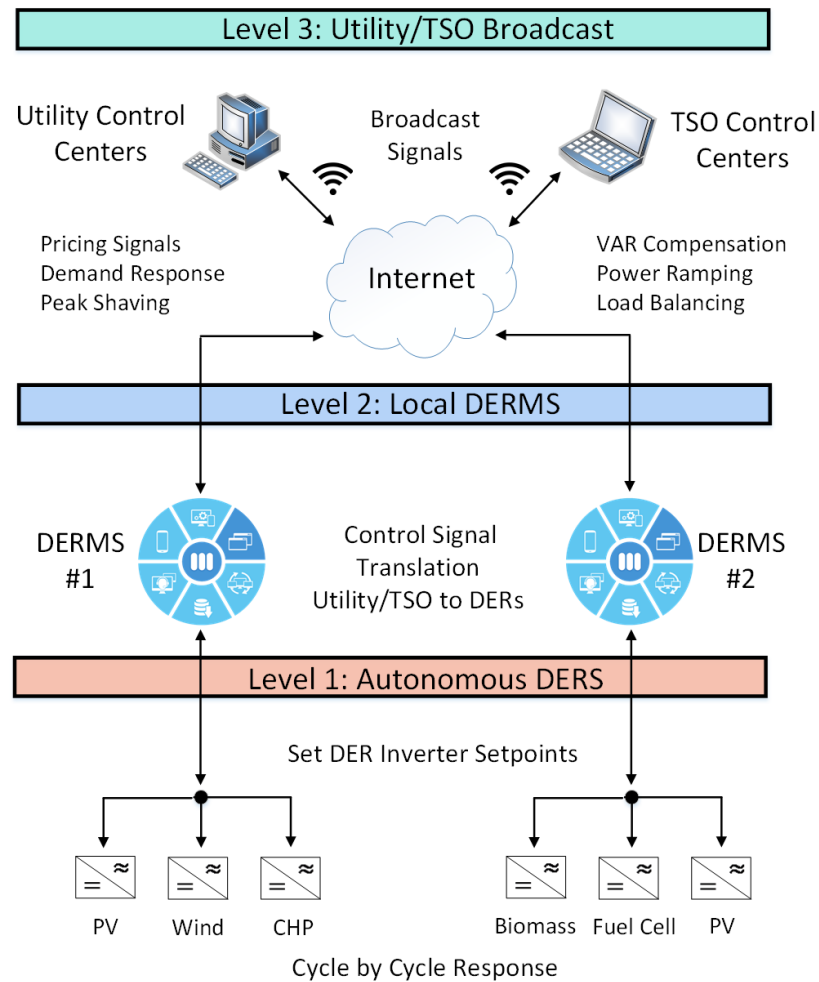 Level 3: Utility/TSO Broadcast
Utility Control
Centers
Broadcast
Signals
TSO Control
Centers
Pricing Signals
Demand Response
Peak Shaving
Internet
VAR Compensation
Power Ramping
Load Balancing
Level 2: Local DERMS
DERMS
#1
Control Signal
Translation
Utility/TSO to DERs
DERMS
#2
Level 1: Autonomous DERS
Set DER Inverter Setpoints
PV
Wind
CHP
Biomass
Fuel Cell
PV
Cycle by Cycle Response